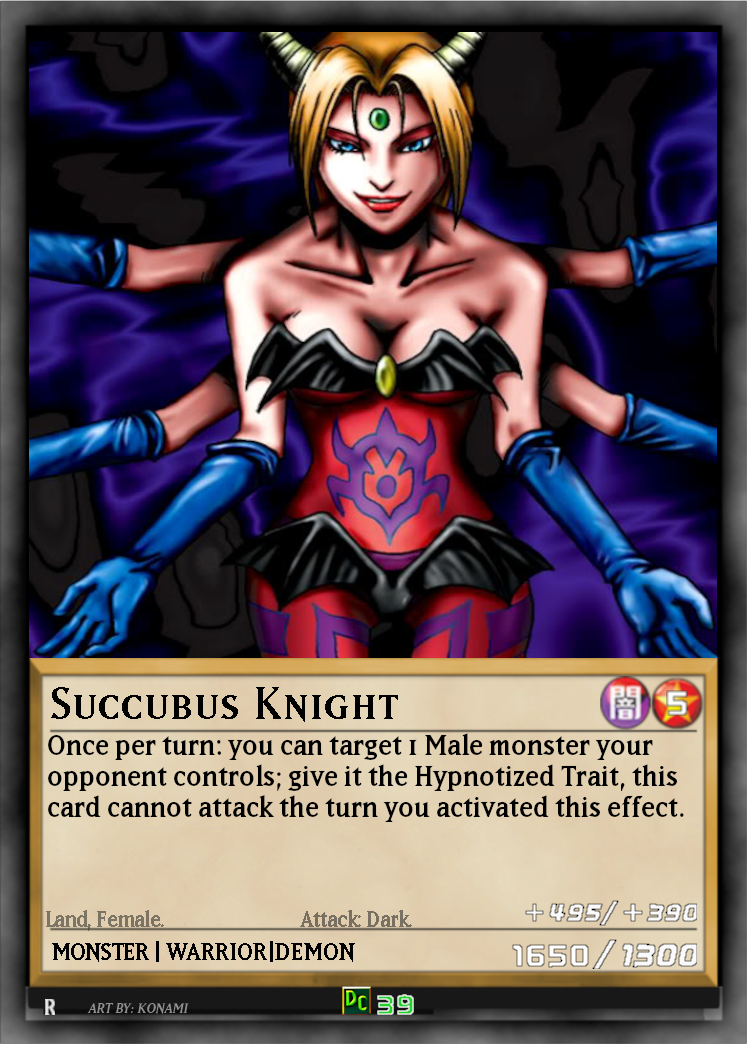 Succubus Knight
闇 5
Once per turn: you can target 1 Male monster your
opponent controls; give it the Hypnotized Trait, this
card cannot attack the turn you activated this effect.
Land, Female. Attack: Dark. +495/+390
MONSTER | WARRIOR|DEMON 1650/1300
R ART BY: KONAMI DC 39